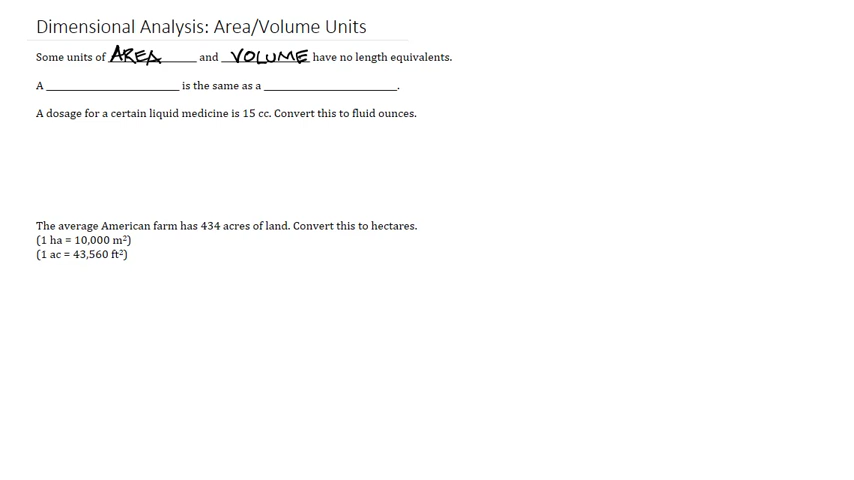 Dimensional Analysis: Area/Volume Units
Some units of AREA and VOLUME have no length equivalents.
A ______________________ is the same as a ______________________.
A dosage for a certain liquid medicine is 15 cc. Convert this to fluid ounces.
The average American farm has 434 acres of land. Convert this to hectares.
(1 ha = 10,000 m²)
(1 ac = 43,560 ft²)